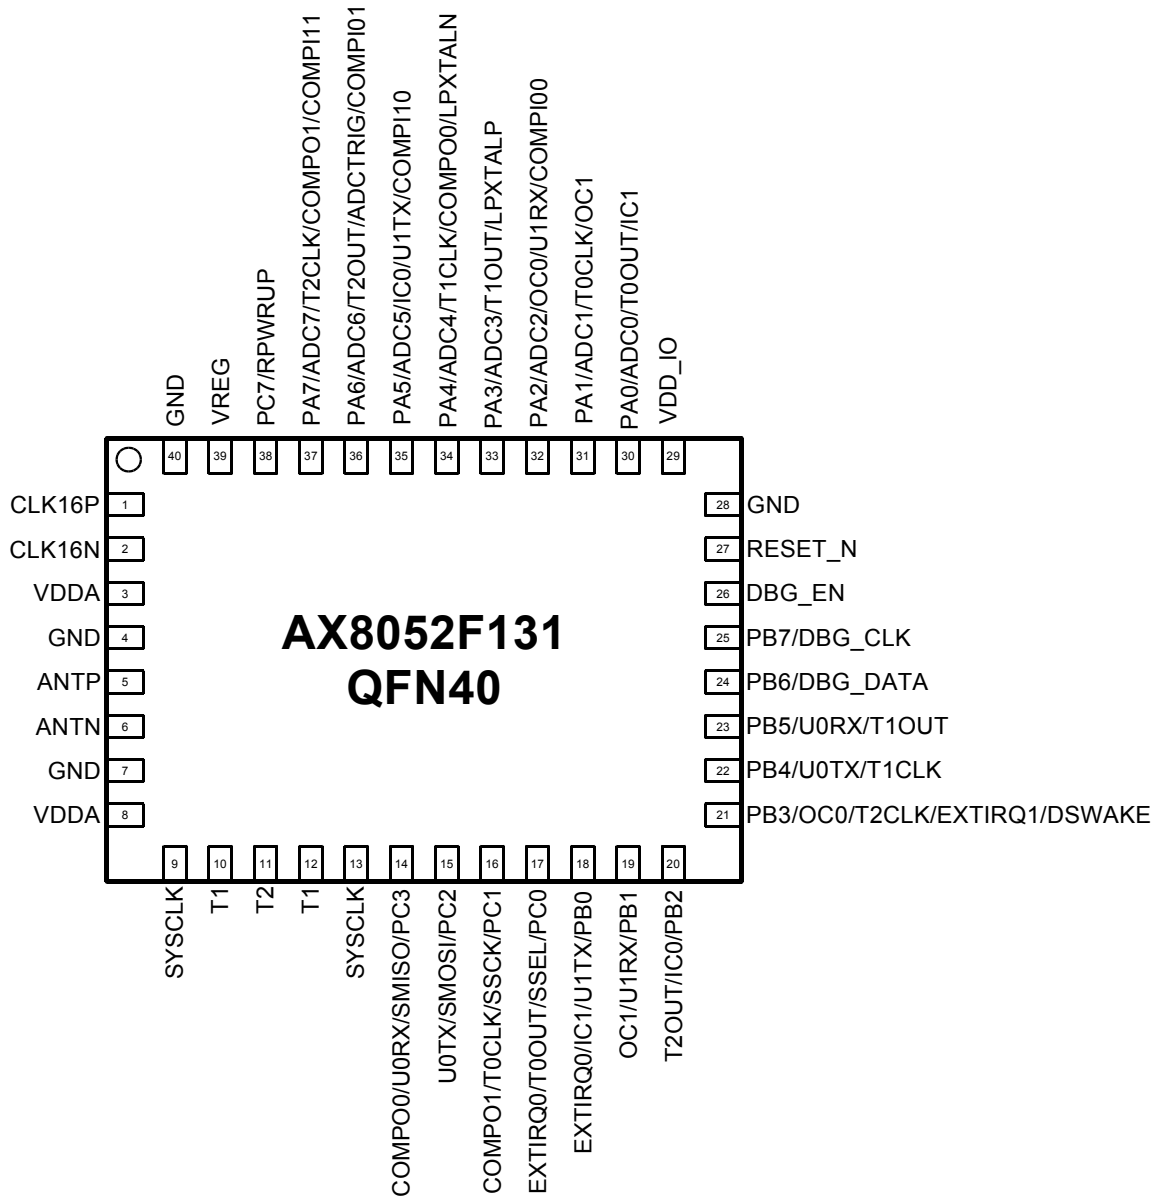 GND
VREG
PC7/RPWRUP
PA7/ADC7/T2CLK/COMPO1/COMPI11
PA6/ADC6/T2OUT/ADCTRIG/COMPI01
PA5/ADC5/IC0/U1TX/COMPI10
PA4/ADC4/T1CLK/COMPO0/LPXTALN
PA3/ADC3/T1OUT/LPXTALP
PA2/ADC2/OC0/U1RX/COMPI00
PA1/ADC1/T0CLK/OC1
PA0/ADC0/T0OUT/IC1
VDD_IO
40
39
38
37
36
35
34
33
32
31
30
29
CLK16P 1
CLK16N 2
VDDA 3
GND 4
ANTP 5
ANTN 6
GND 7
VDDA 8
AX8052F131
QFN40
28 GND
27 RESET_N
26 DBG_EN
25 PB7/DBG_CLK
24 PB6/DBG_DATA
23 PB5/U0RX/T1OUT
22 PB4/U0TX/T1CLK
21 PB3/OC0/T2CLK/EXTIRQ1/DSWAKE
9
10
11
12
13
14
15
16
17
18
19
20
SYSCLK
T1
T2
T1
SYSCLK
COMPO0/U0RX/SMISO/PC3
U0TX/SMOSI/PC2
COMPO1/T0CLK/SSCK/PC1
EXTIRQ0/T0OUT/SSEL/PC0
EXTIRQ0/IC1/U1TX/PB0
OC1/U1RX/PB1
T2OUT/IC0/PB2